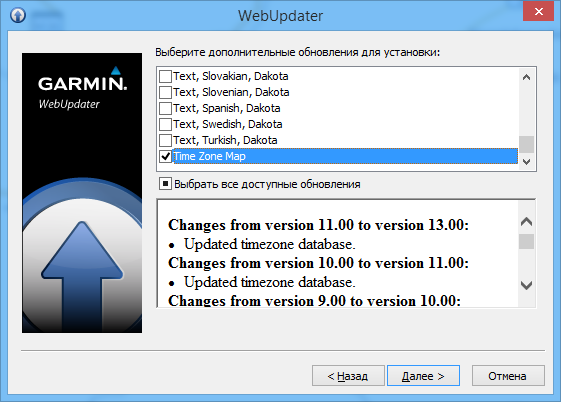 WebUpdater
Выберите дополнительные обновления для установки:
GARMIN.
WebUpdater
Text, Slovakian, Dakota
Text, Slovenian, Dakota
Text, Spanish, Dakota
Text, Swedish, Dakota
Text, Turkish, Dakota
Time Zone Map
Выбрать все доступные обновления
Changes from version 11.00 to version 13.00:
• Updated timezone database.
Changes from version 10.00 to version 11.00:
• Updated timezone database.
Changes from version 9.00 to version 10.00:
< Назад
Далее >
Отмена